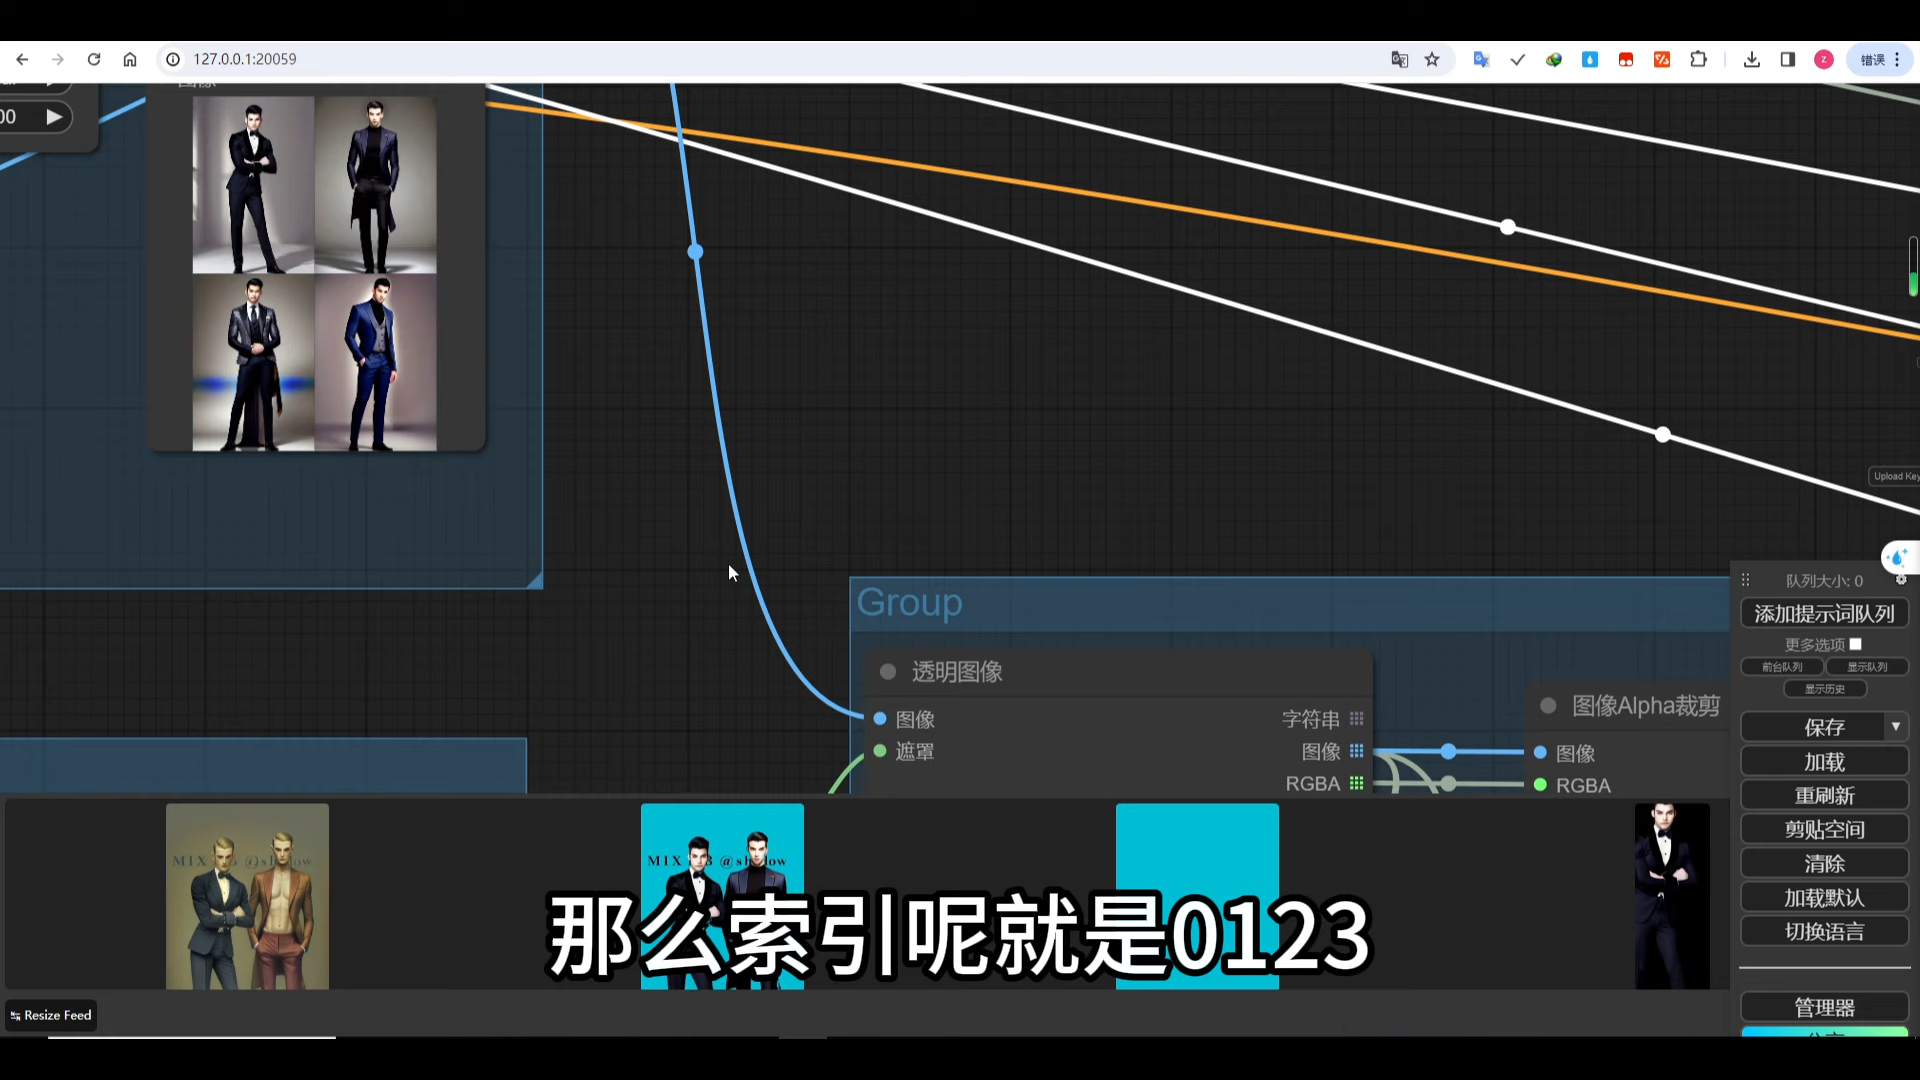 127.0.0.1:20059
错误
00
Upload Key
Group
透明图像
图像
遮罩
字符串
图像
RGBA
图像Alpha裁剪
图像
RGBA
队列大小: 0
添加提示词队列
更多选项
前台队列
显示队列
显示历史
保存
加载
重刷新
剪贴空间
清除
加载默认
切换语言
管理器
MIX
MIX
那么索引呢就是0123
Resize Feed